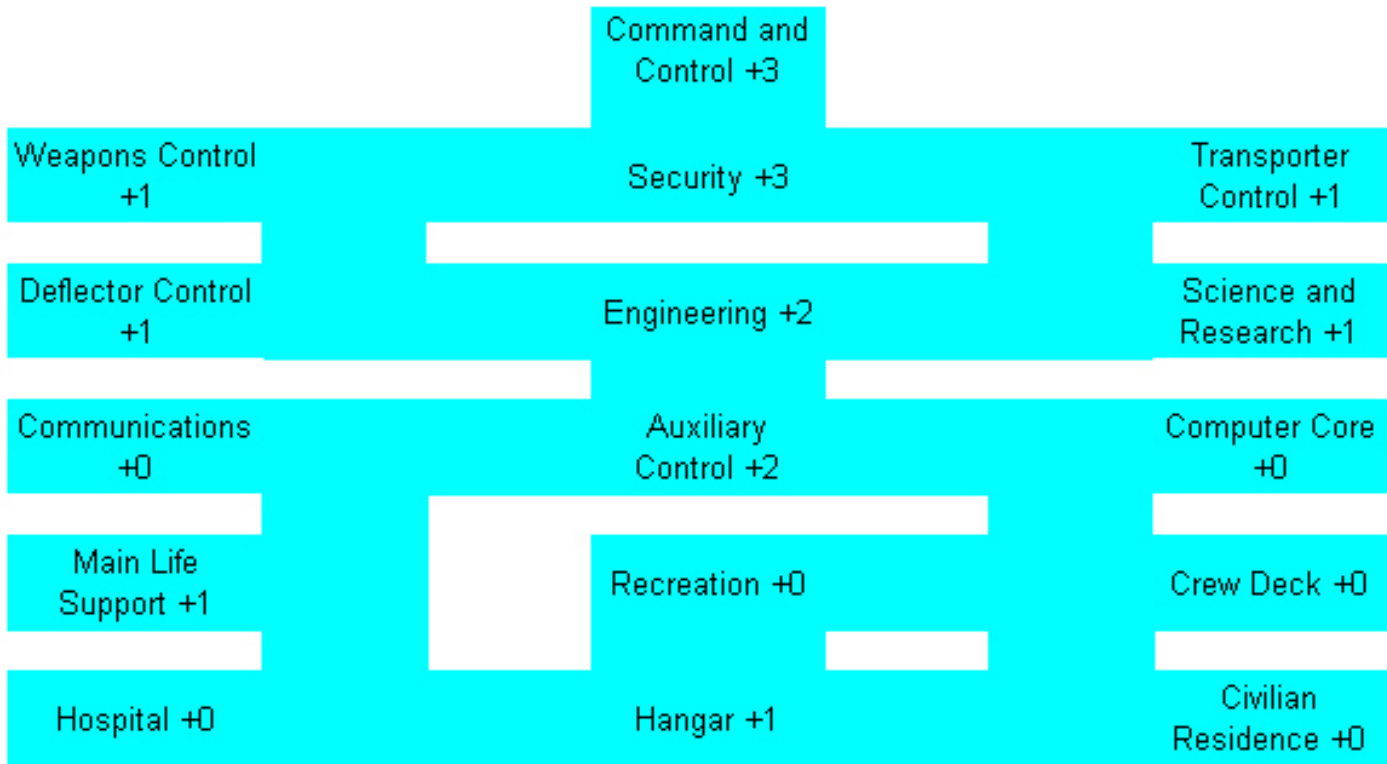 Command and
Control +3
Weapons Control
+1
Security +3
Transporter
Control +1
Deflector Control
+1
Engineering +2
Science and
Research +1
Communications
+0
Auxiliary
Control +2
Computer Core
+0
Main Life
Support +1
Recreation +0
Crew Deck +0
Hospital +0
Hangar +1
Civilian
Residence +0